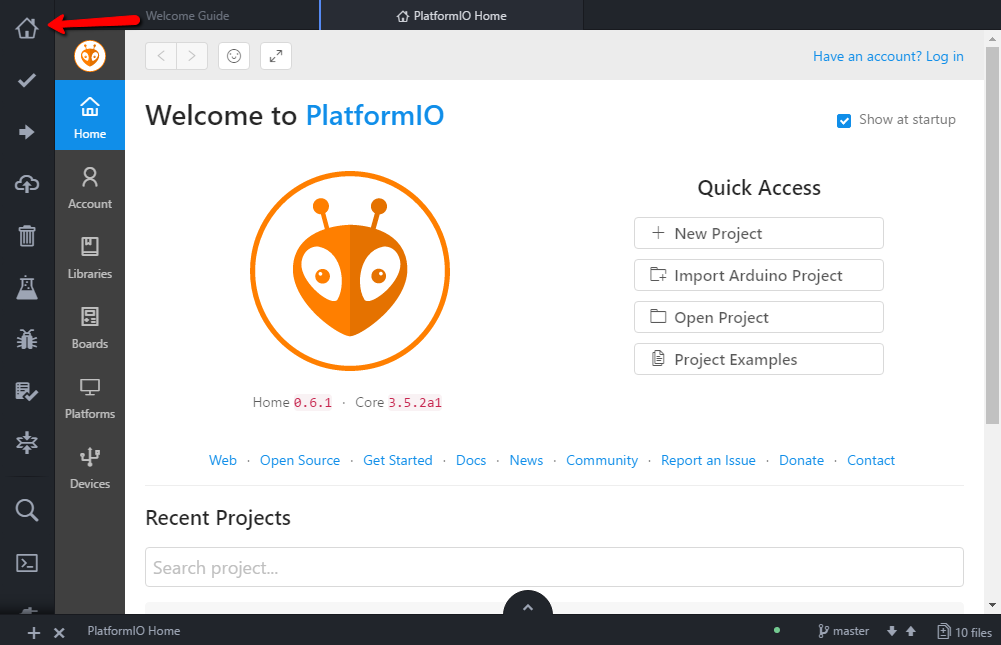 Welcome Guide
PlatformIO Home
Have an account? Log in
Home
Account
Libraries
Boards
Platforms
Devices
Welcome to PlatformIO
Show at startup
Quick Access
New Project
Import Arduino Project
Open Project
Project Examples
Home 0.6.1 · Core 3.5.2a1
Web · Open Source · Get Started · Docs · News · Community · Report an Issue · Donate · Contact
Recent Projects
Search project...
PlatformIO Home
master
10 files